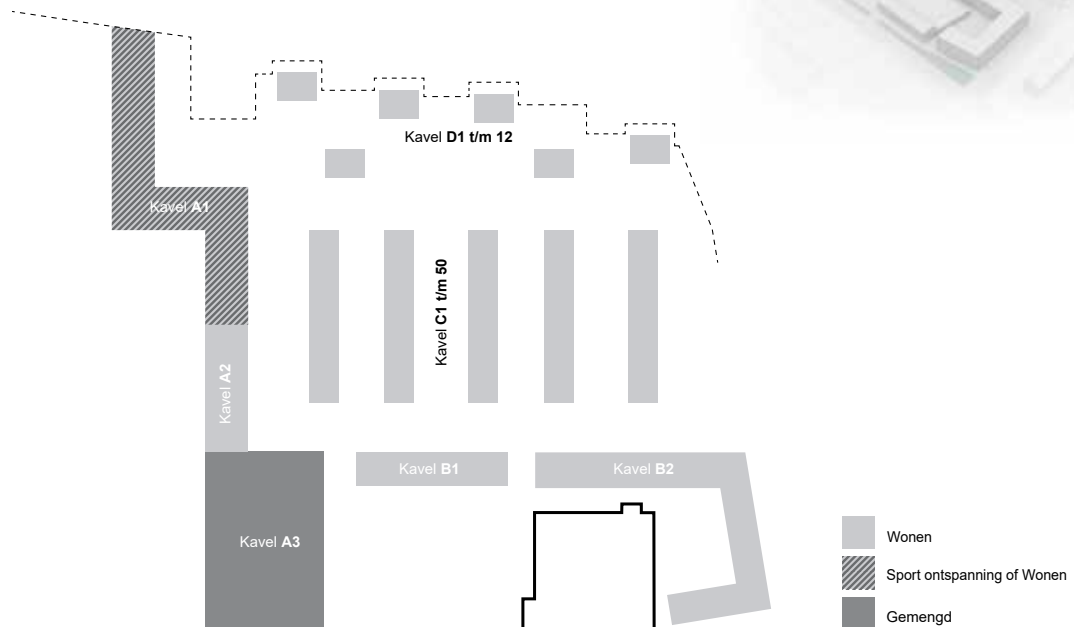 Kavel D1 t/m 12
Kavel A1
Kavel C1 t/m 50
Kavel A2
Kavel B1
Kavel B2
Kavel A3
Wonen
Sport ontspanning of Wonen
Gemengd